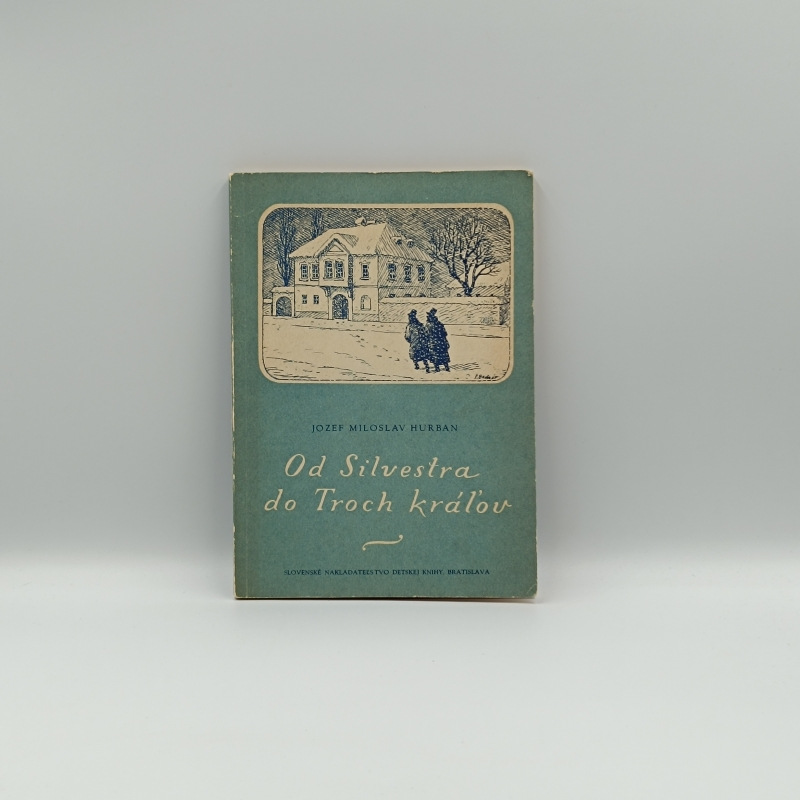 JOZEF MILOSLAV HURBAN
Od Silvestra
do Troch kráľov
SLOVENSKÉ NAKLADATEĽSTVO DETSKEJ KNIHY, BRATISLAVA